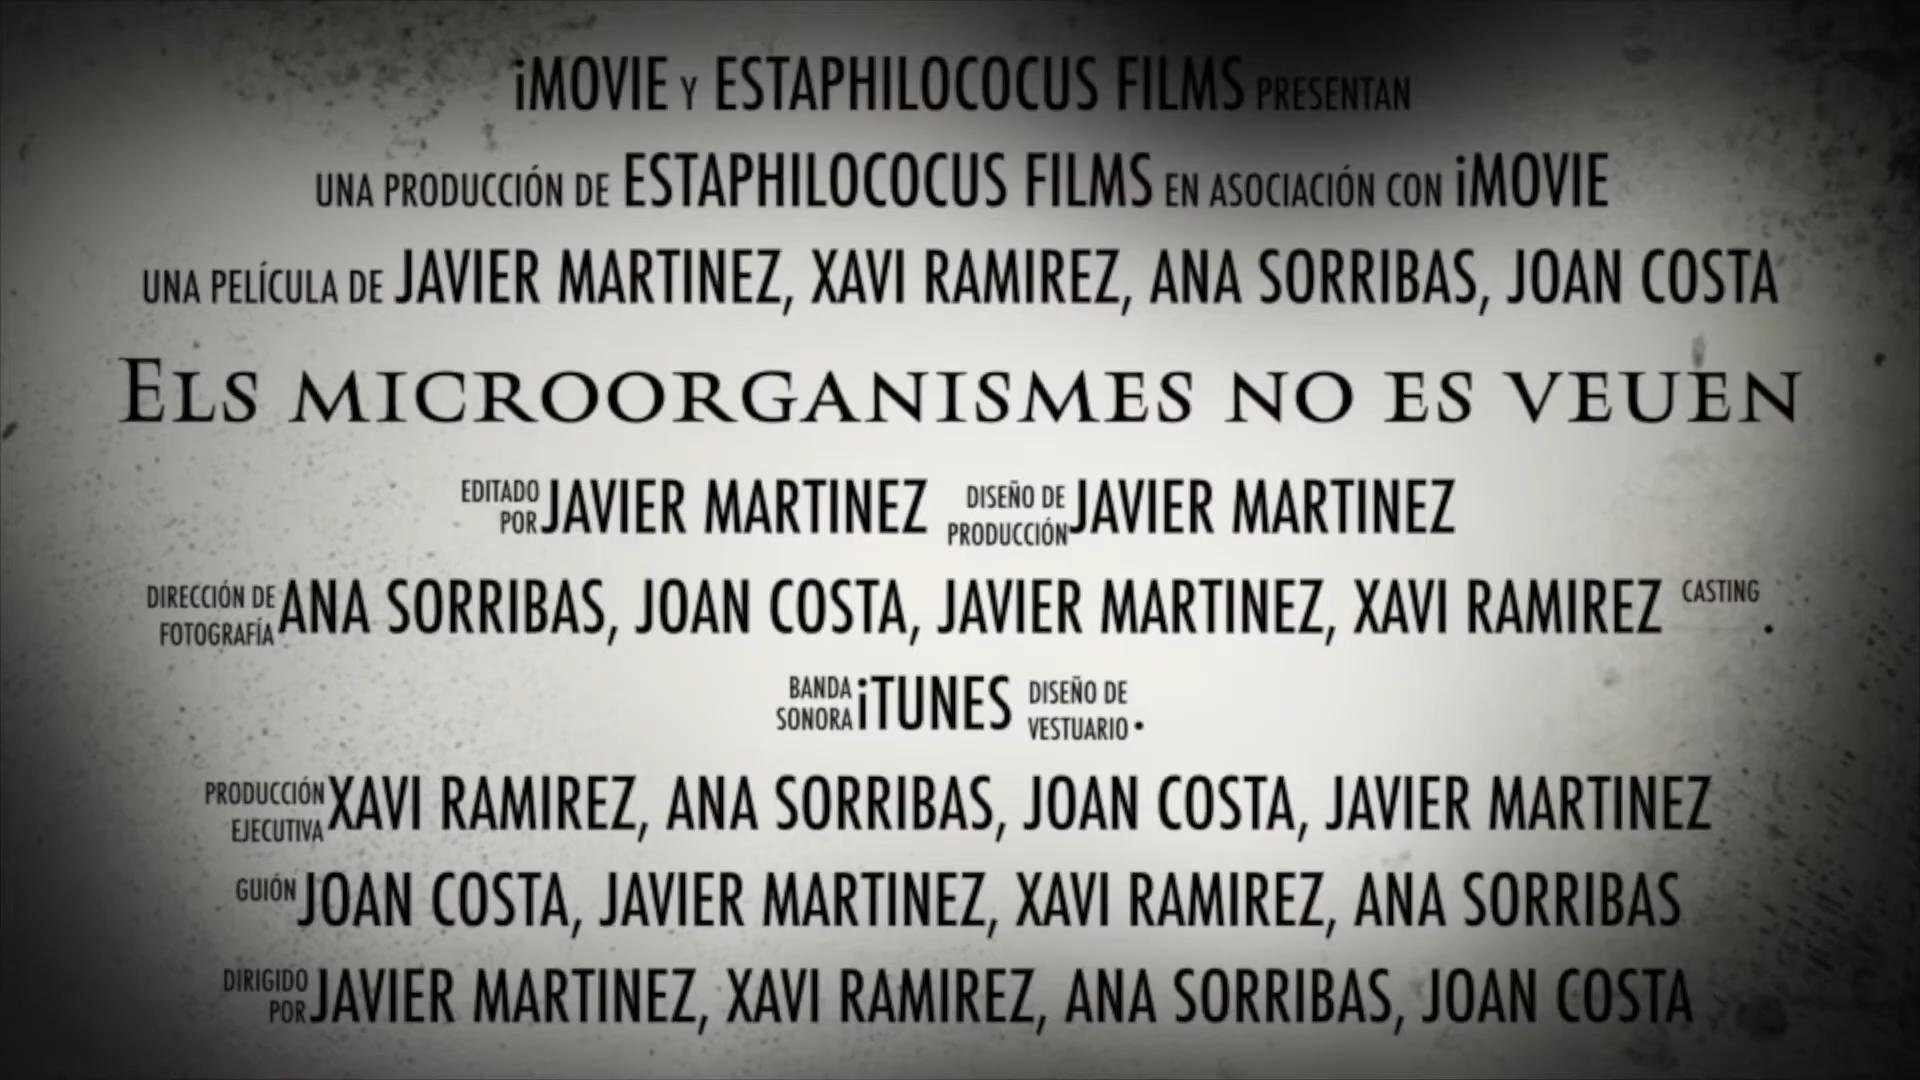 iMOVIE Y ESTAPHILOCOCUS FILMS PRESENTAN
UNA PRODUCCIÓN DE ESTAPHILOCOCUS FILMS EN ASOCIACIÓN CON iMOVIE
UNA PELÍCULA DE JAVIER MARTINEZ, XAVI RAMIREZ, ANA SORRIBAS, JOAN COSTA
ELS MICROORGANISMES NO ES VEUEN
EDITADO POR JAVIER MARTINEZ DISEÑO DE PRODUCCIÓN JAVIER MARTINEZ
DIRECCIÓN DE FOTOGRAFÍA ANA SORRIBAS, JOAN COSTA, JAVIER MARTINEZ, XAVI RAMIREZ CASTING .
BANDA SONORA iTUNES DISEÑO DE VESTUARIO .
PRODUCCIÓN EJECUTIVA XAVI RAMIREZ, ANA SORRIBAS, JOAN COSTA, JAVIER MARTINEZ
GUIÓN JOAN COSTA, JAVIER MARTINEZ, XAVI RAMIREZ, ANA SORRIBAS
DIRIGIDO POR JAVIER MARTINEZ, XAVI RAMIREZ, ANA SORRIBAS, JOAN COSTA